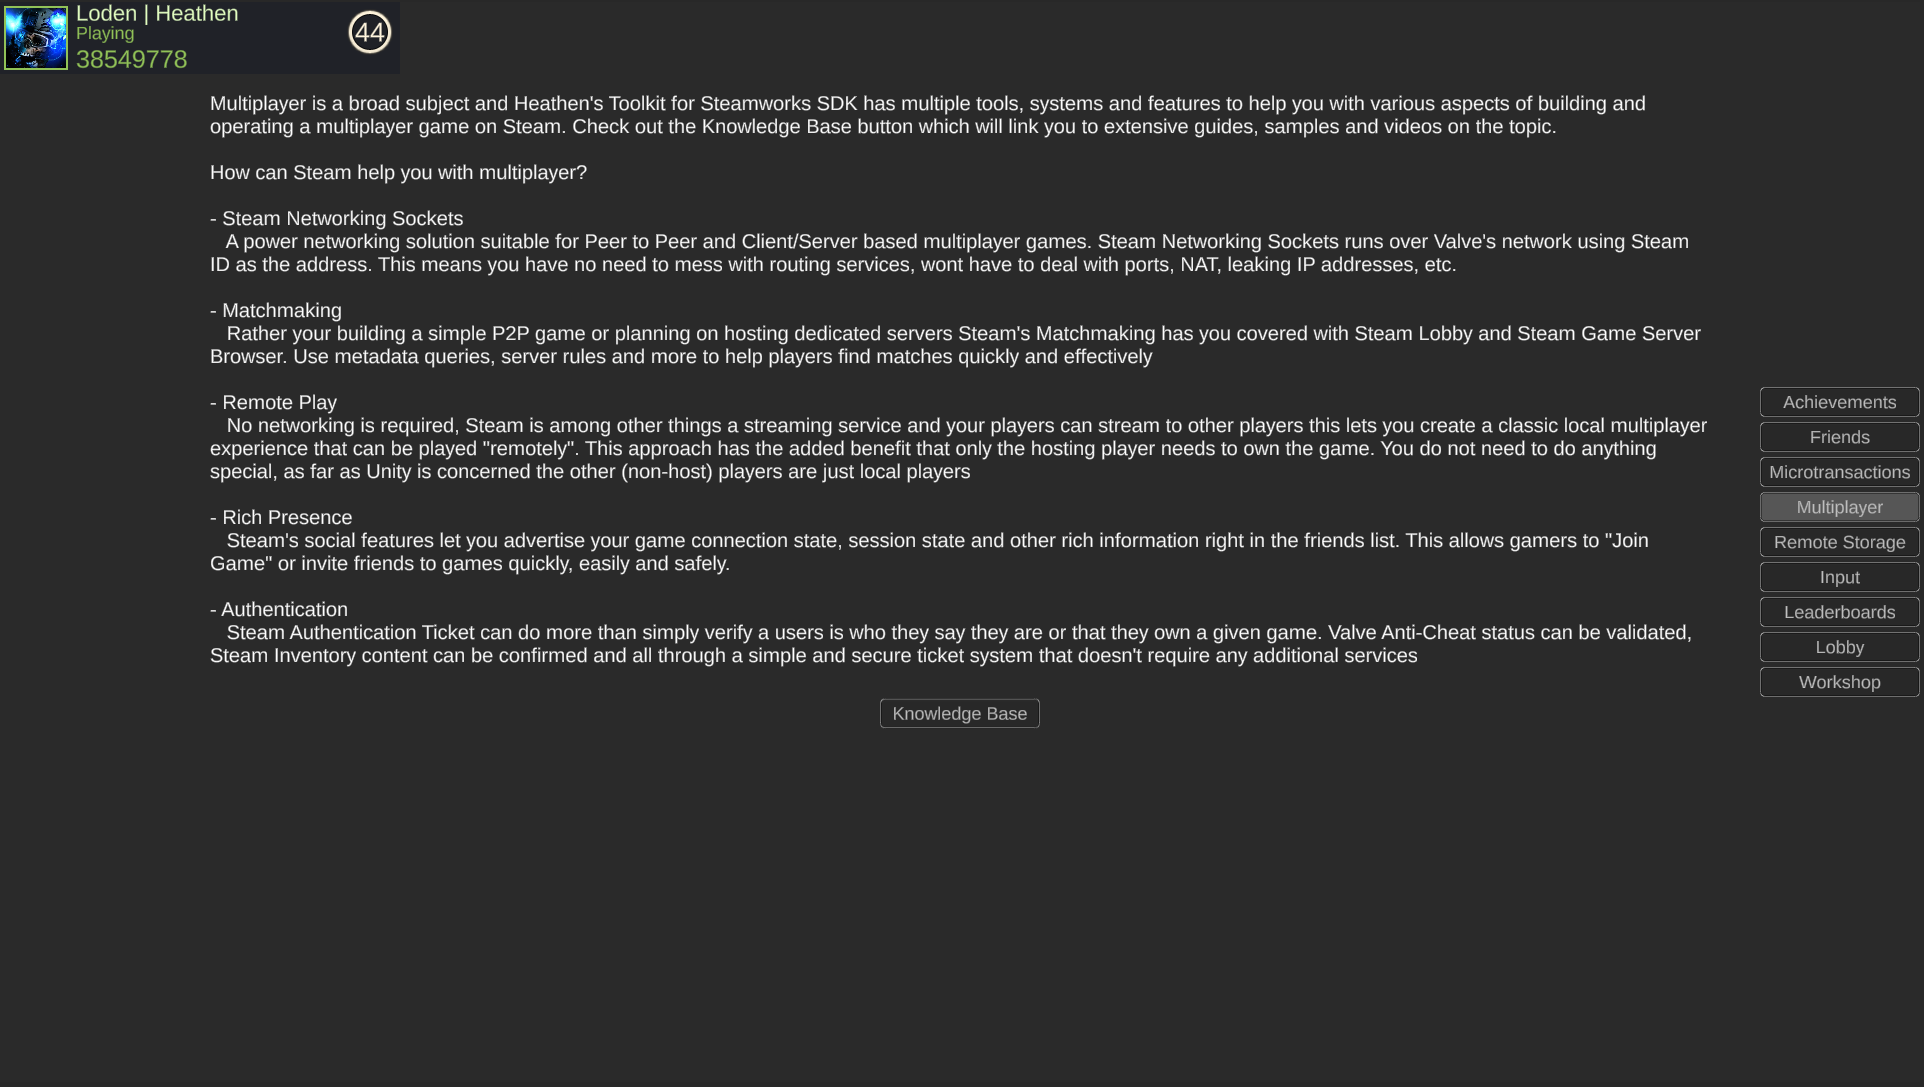 Loden | Heathen
Playing
38549778
44
Multiplayer is a broad subject and Heathen's Toolkit for Steamworks SDK has multiple tools, systems and features to help you with various aspects of building and
operating a multiplayer game on Steam. Check out the Knowledge Base button which will link you to extensive guides, samples and videos on the topic.
How can Steam help you with multiplayer?
- Steam Networking Sockets
A power networking solution suitable for Peer to Peer and Client/Server based multiplayer games. Steam Networking Sockets runs over Valve's network using Steam
ID as the address. This means you have no need to mess with routing services, wont have to deal with ports, NAT, leaking IP addresses, etc.
- Matchmaking
Rather your building a simple P2P game or planning on hosting dedicated servers Steam's Matchmaking has you covered with Steam Lobby and Steam Game Server
Browser. Use metadata queries, server rules and more to help players find matches quickly and effectively
- Remote Play
No networking is required, Steam is among other things a streaming service and your players can stream to other players this lets you create a classic local multiplayer
experience that can be played "remotely". This approach has the added benefit that only the hosting player needs to own the game. You do not need to do anything
special, as far as Unity is concerned the other (non-host) players are just local players
- Rich Presence
Steam's social features let you advertise your game connection state, session state and other rich information right in the friends list. This allows gamers to "Join
Game" or invite friends to games quickly, easily and safely.
- Authentication
Steam Authentication Ticket can do more than simply verify a users is who they say they are or that they own a given game. Valve Anti-Cheat status can be validated,
Steam Inventory content can be confirmed and all through a simple and secure ticket system that doesn't require any additional services
Knowledge Base
Achievements
Friends
Microtransactions
Multiplayer
Remote Storage
Input
Leaderboards
Lobby
Workshop